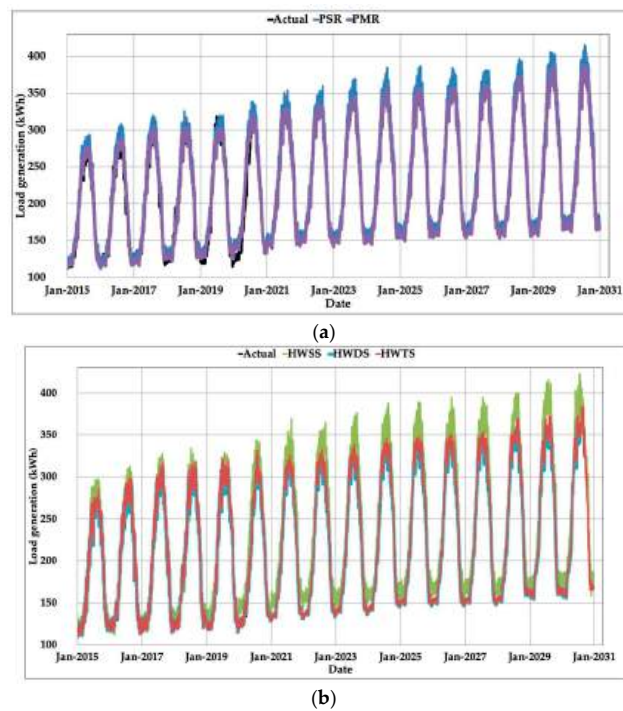 Actual PSR PMR
400
350
300
250
200
150
100
Load generation (kWh)
Jan-2015 Jan-2017 Jan-2019 Jan-2021 Jan-2023 Jan-2025 Jan-2027 Jan-2029 Jan-2031
Date
(a)
Actual HWSS HWDS HWTS
400
350
300
250
200
150
100
Load generation (kWh)
Jan-2015 Jan-2017 Jan-2019 Jan-2021 Jan-2023 Jan-2025 Jan-2027 Jan-2029 Jan-2031
Date
(b)